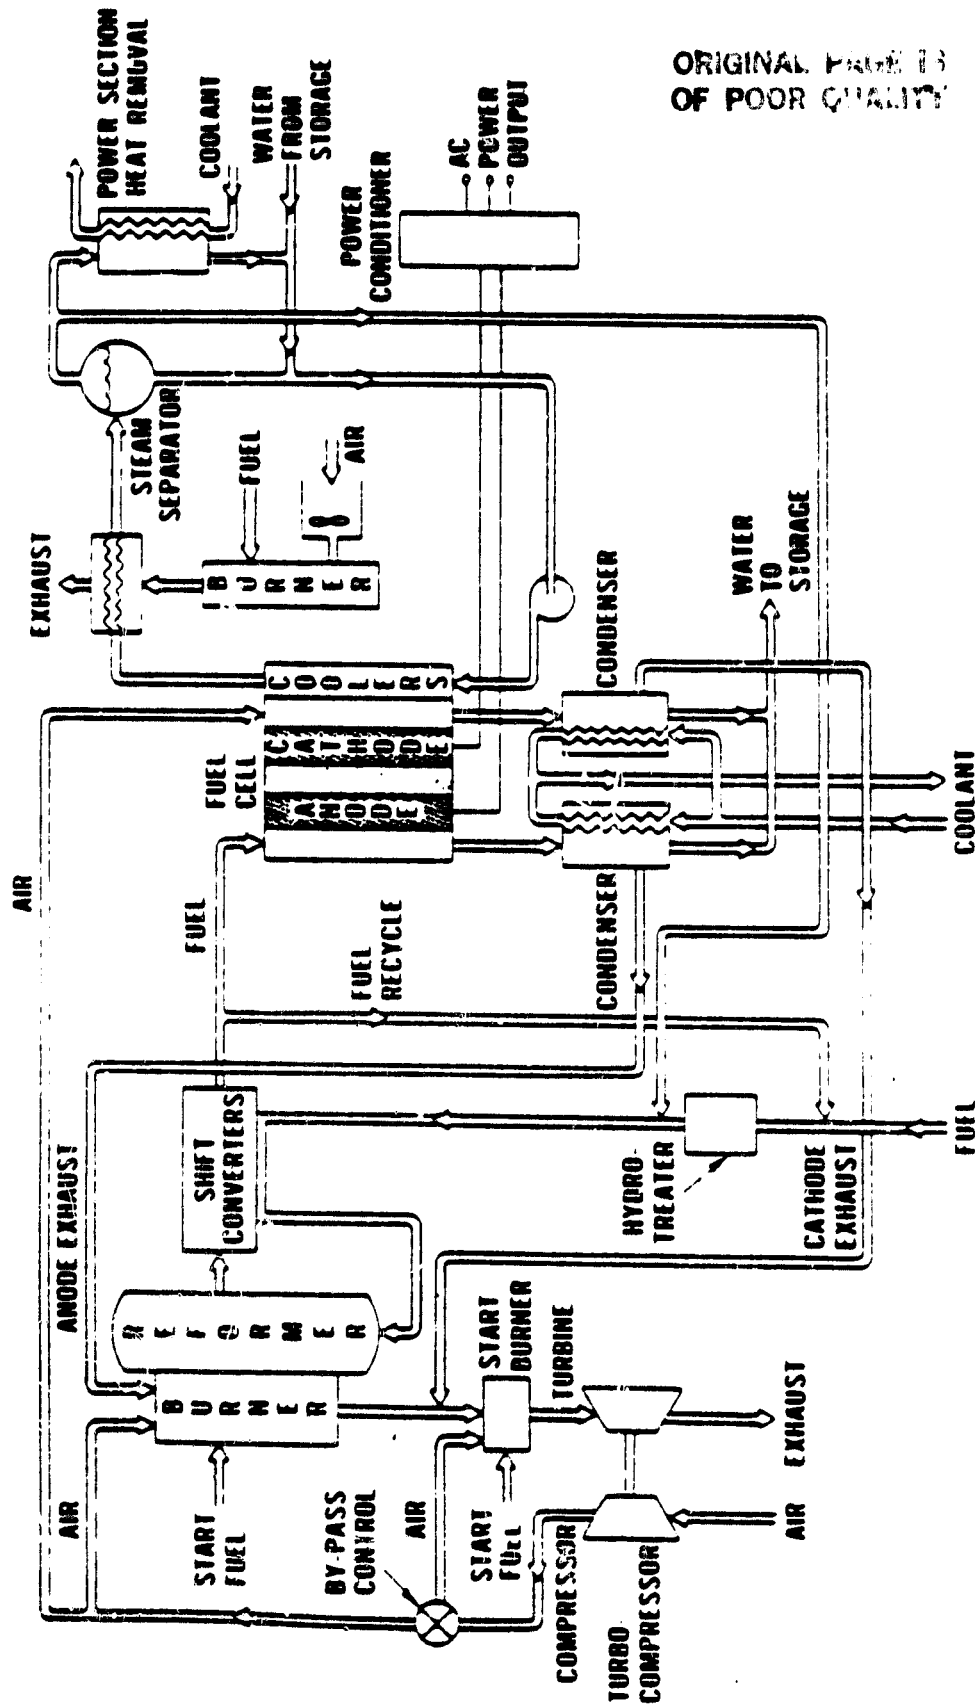 ORIGINAL PAGE IS
OF POOR QUALITY
AIR
AIR
START
FUEL
BURNER
REFORMER
ANODE EXHAUST
SHIFT
CONVERTERS
FUEL
FUEL
RECYCLE
FUEL
CELL
ANODE
CATHODE
COOLERS
EXHAUST
BURNER
STEAM
SEPARATOR
FUEL
AIR
POWER SECTION
HEAT REMOVAL
COOLANT
WATER
FROM
STORAGE
POWER
CONDITIONER
AC
POWER
OUTPUT
BY-PASS
CONTROL
AIR
START
FUEL
START
BURNER
TURBINE
COMPRESSOR
TURBO
COMPRESSOR
AIR
EXHAUST
HYDRO-
TREATER
CATHODE
EXHAUST
FUEL
CONDENSER
CONDENSER
COOLANT
WATER
TO
STORAGE